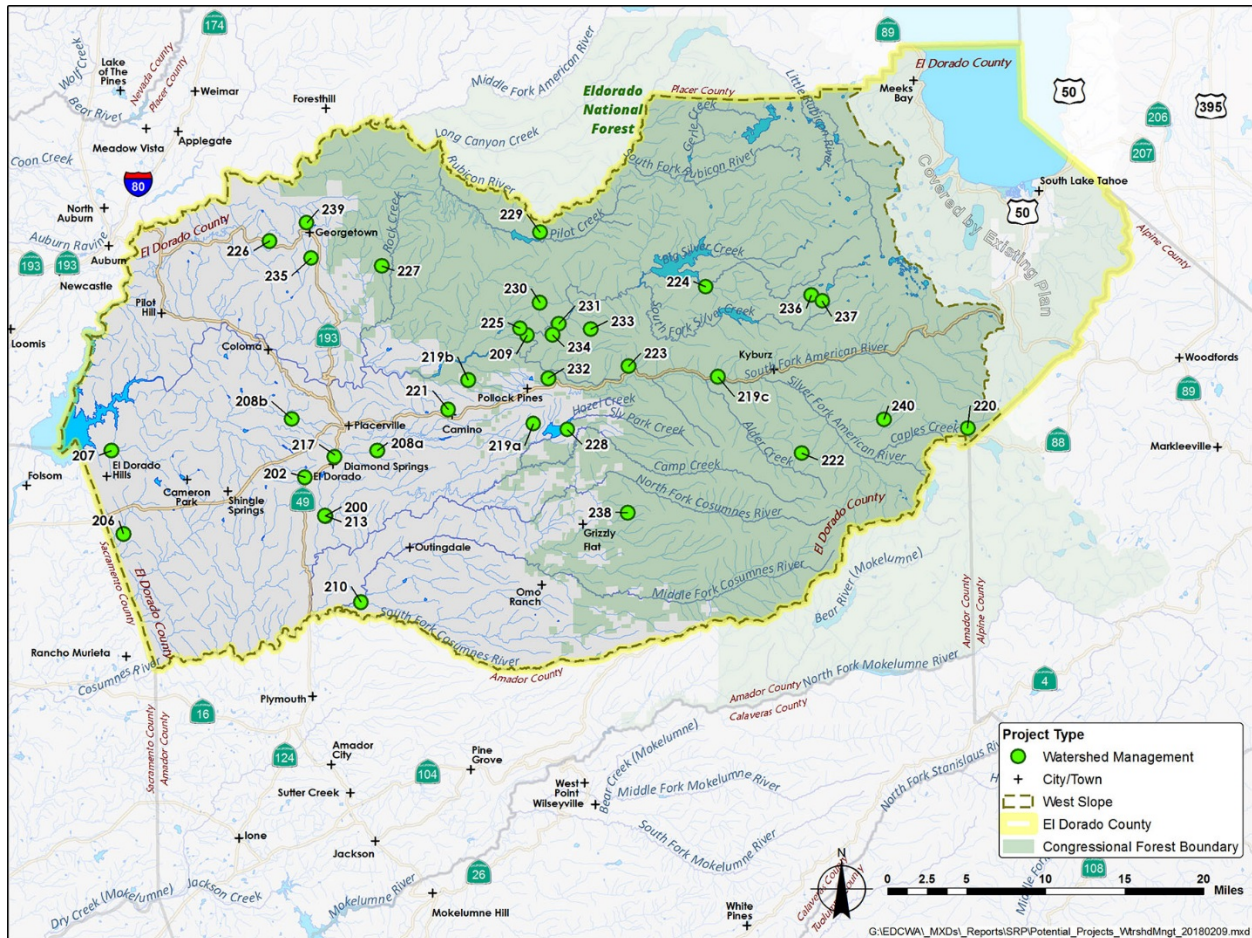 174
89
50
395
206
207
80
193
193
193
50
88
89
49
16
124
104
26
4
108
Lake of
The Pines
Weimar
Wolf Creek
Bear River
Nevada County
Placer County
Foresthill
Middle Fork American River
Eldorado
National
Forest
Placer County
Little Rubicon River
El Dorado County
Meeks
Bay
Meadow Vista
Applegate
Coon Creek
Long Canyon Creek
Rubicon River
Gerle Creek
South Fork Rubicon River
Covered by Existing Plan
South Lake Tahoe
Alpine County
North
Auburn
Auburn Ravine
Auburn
El Dorado County
239
Georgetown
226
235
Rock Creek
227
229
Pilot Creek
Big Silver Creek
224
236
237
Newcastle
Pilot
Hill
Loomis
Coloma
230
231
225
233
209
234
South
Fork Silver Creek
South Fork American River
Kyburz
Woodfords
219b
232
223
219c
Pollock Pines
221
Camino
208b
Placerville
Hazel Creek
Sly Park Creek
219a
228
Silver Fork American River
Alder Creek
240
220
Caples Creek
Markleeville
207
El Dorado
Hills
Folsom
217
208a
Diamond Springs
202
El Dorado
Cameron
Park
Shingle
Springs
222
Camp Creek
North Fork Cosumnes River
200
213
238
Grizzly
Flat
El Dorado County
206
Sacramento County
El Dorado County
Outingdale
Omo
Ranch
Middle Fork Cosumnes River
Bear River (Mokelumne)
210
South Fork Cosumnes River
Rancho Murieta
Cosumnes River
Amador County
Amador County
Alpine County
North Fork Mokelumne River
Amador County
Calaveras County
Plymouth
Sacramento County
Amador County
Amador
City
Pine
Grove
Sutter Creek
West
Point
Wilseyville
Bear Creek (Mokelumne)
Middle Fork Mokelumne River
South Fork Mokelumne River
North Fork Stanislaus River
Ione
Jackson
Jackson Creek
Dry Creek (Mokelumne)
Mokelumne River
Mokelumne Hill
White
Pines
Calaveras County
Project Type
Watershed Management
City/Town
West Slope
El Dorado County
Congressional Forest Boundary
N
0 5 10 15 20
Miles
G:\EDCWA\_MXDs\_Reports\SRP\Potential_Projects_WtrshdMngt_20180209.mxd